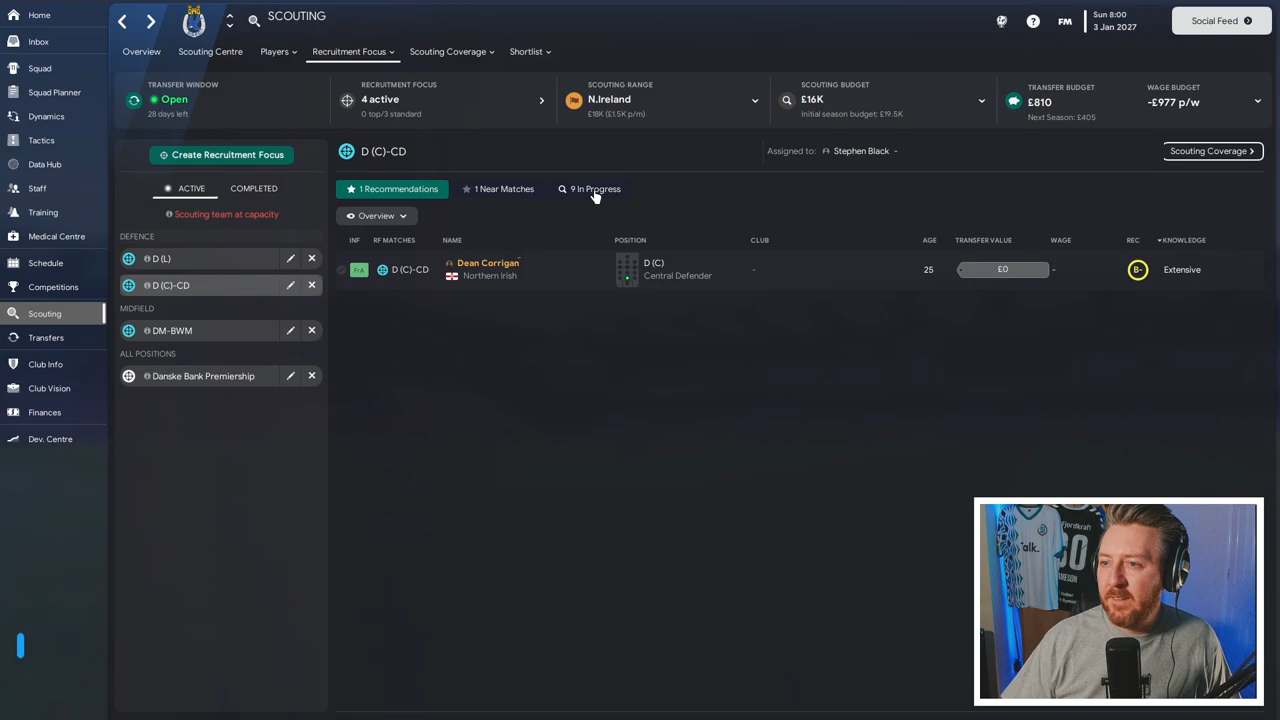 Home
Inbox
Squad
Squad Planner
Dynamics
Tactics
Data Hub
Staff
Training
Medical Centre
Schedule
Competitions
Scouting
Transfers
Club Info
Club Vision
Finances
Dev. Centre
SCOUTING
FM
Sun 8:00
3 Jan 2027
Social Feed
Overview
Scouting Centre
Players
Recruitment Focus
Scouting Coverage
Shortlist
TRANSFER WINDOW
Open
28 days left
RECRUITMENT FOCUS
4 active
0 top/3 standard
SCOUTING RANGE
N.Ireland
£18K (£1.5K p/m)
SCOUTING BUDGET
£16K
Initial season budget: £19.5K
TRANSFER BUDGET
£810
Next Season: £405
WAGE BUDGET
-£977 p/w
Create Recruitment Focus
ACTIVE
COMPLETED
Scouting team at capacity
DEFENCE
D (L)
D (C)-CD
MIDFIELD
DM-BWM
ALL POSITIONS
Danske Bank Premiership
D (C)-CD
Assigned to: Stephen Black -
Scouting Coverage
1 Recommendations
1 Near Matches
9 In Progress
Overview
INF
RF MATCHES
NAME
POSITION
CLUB
AGE
TRANSFER VALUE
WAGE
REC
KNOWLEDGE
FrA
D (C)-CD
Dean Corrigan
Northern Irish
D (C)
Central Defender
-
25
£0
-
B-
Extensive
Talk.
fjordkraft
30
JAMESON